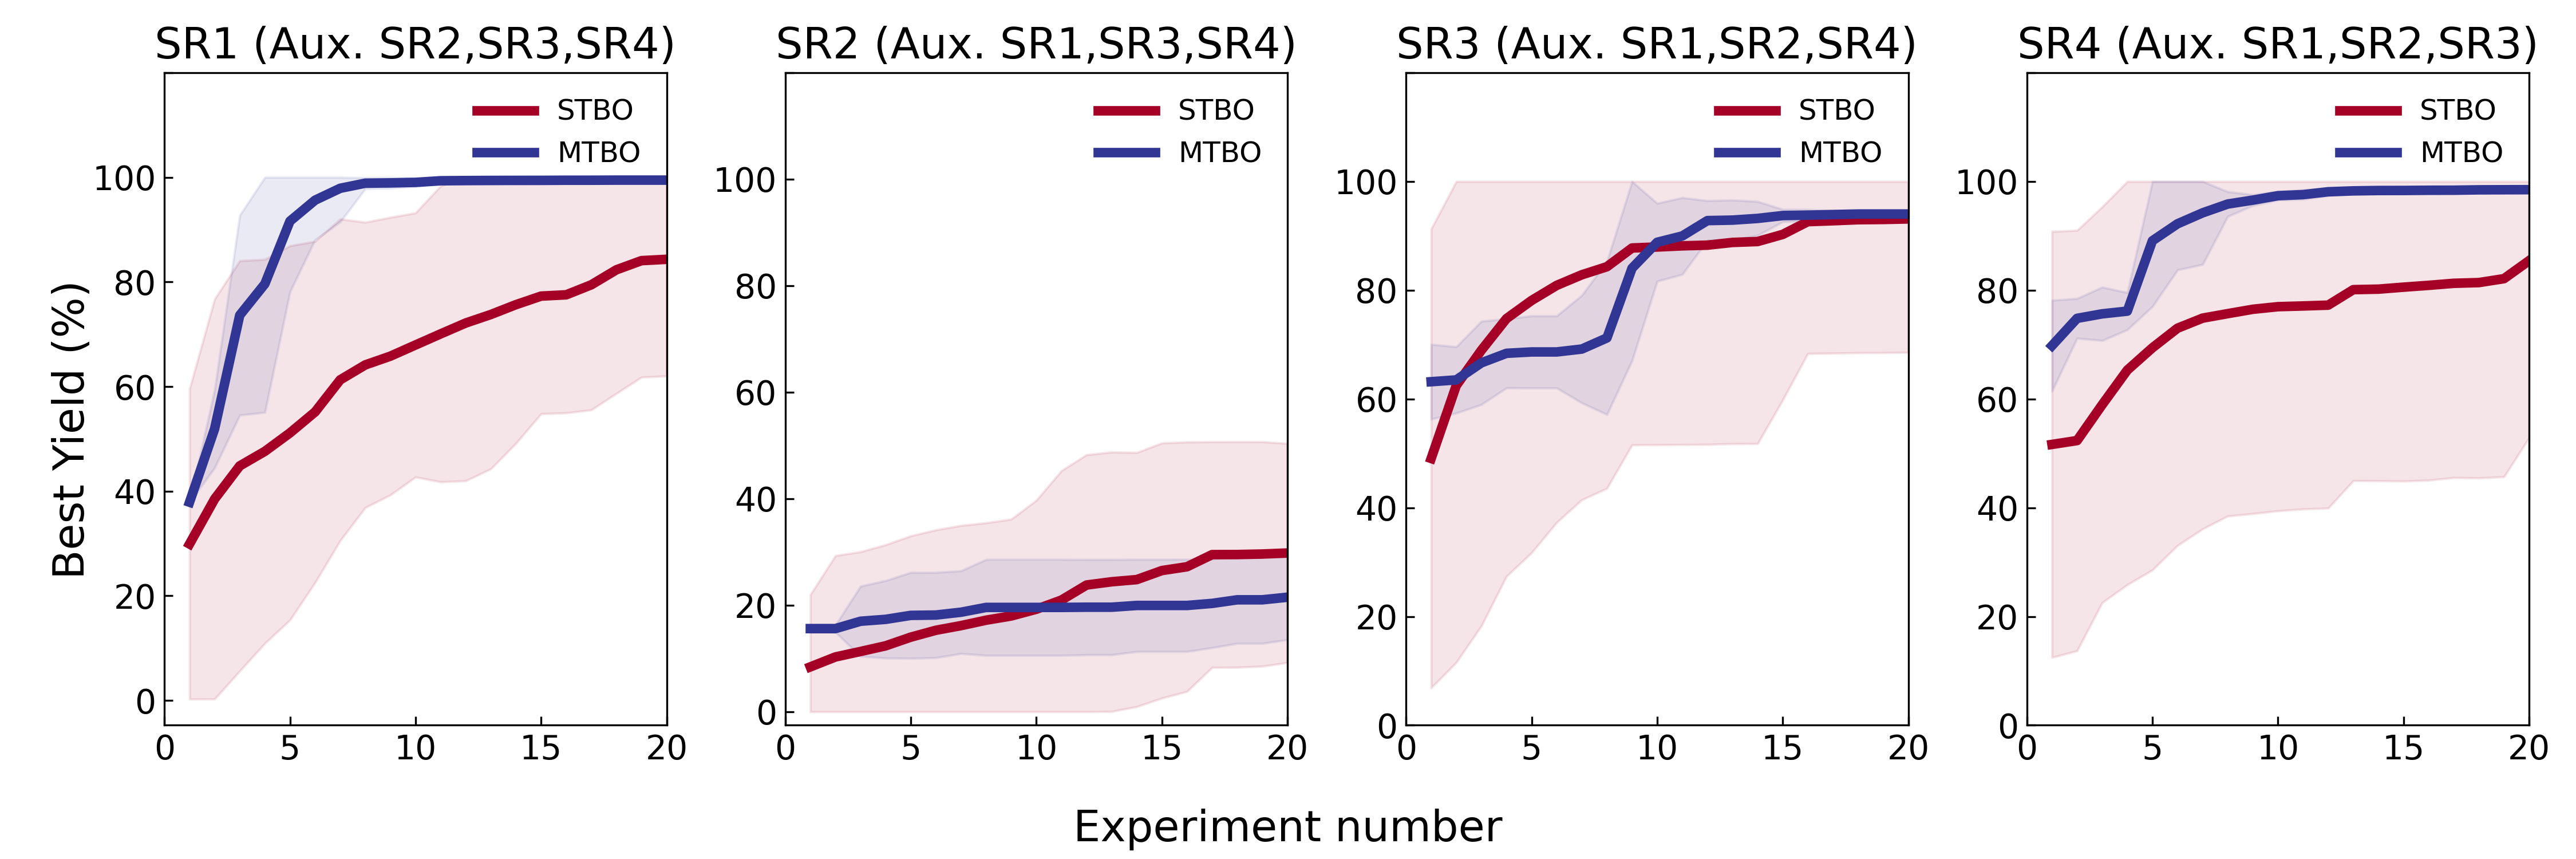 SR1 (Aux. SR2,SR3,SR4)
SR2 (Aux. SR1,SR3,SR4)
SR3 (Aux. SR1,SR2,SR4)
SR4 (Aux. SR1,SR2,SR3)
Best Yield (%)
100
80
60
40
20
0
0 5 10 15 20
STBO
MTBO
100
80
60
40
20
0
0 5 10 15 20
STBO
MTBO
100
80
60
40
20
0
0 5 10 15 20
STBO
MTBO
100
80
60
40
20
0
0 5 10 15 20
STBO
MTBO
Experiment number